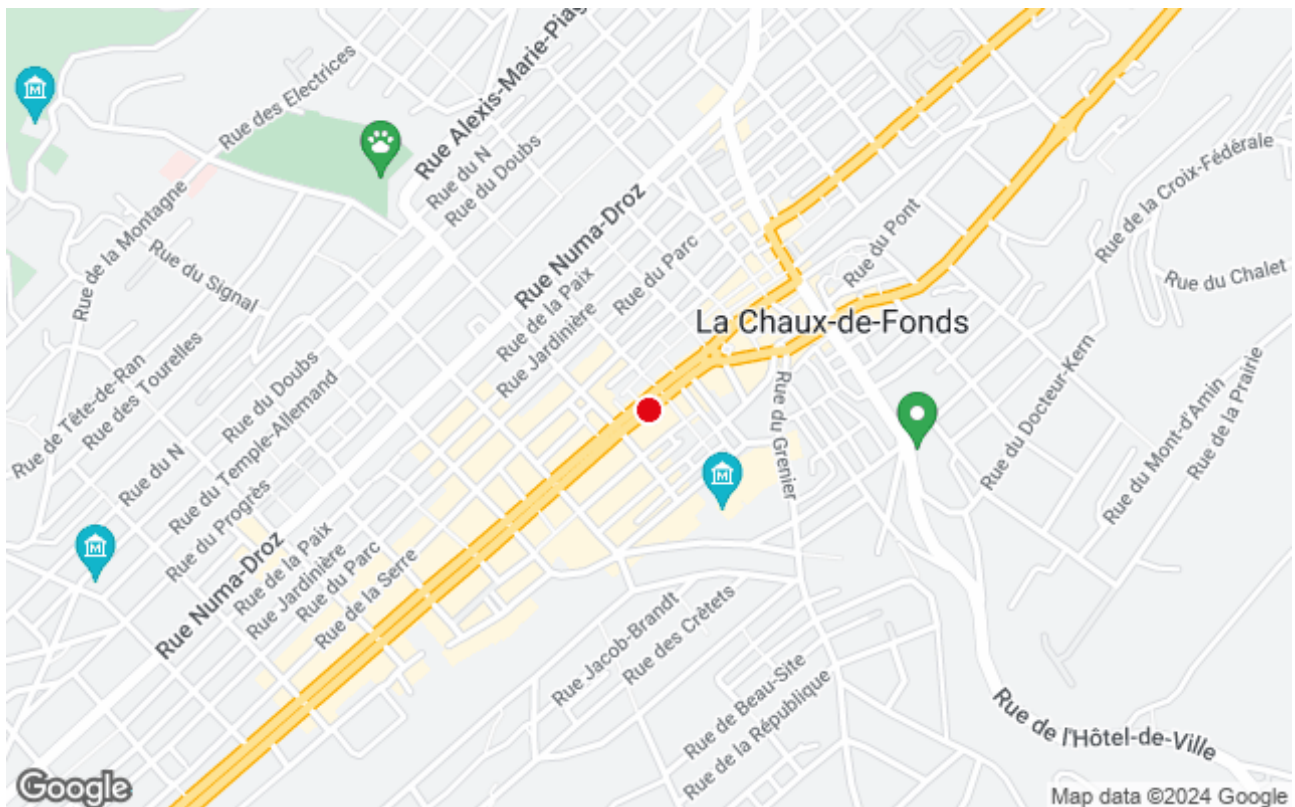 Rue des Electrices
Rue Alexis-Marie-Piag
Rue du N
Rue du Doubs
Rue de la Montagne
Rue du Signal
Rue Numa-Droz
Rue de la Paix
Rue Jardinière
Rue du Parc
Rue du Pont
Rue de la Croix-Fédérale
Rue du Chalet
La Chaux-de-Fonds
Rue de Tête-de-Ran
Rue des Tourelles
Rue du Doubs
Rue du N
Rue du Temple-Allemand
Rue du Progrès
Rue Numa-Droz
Rue de la Paix
Rue Jardinière
Rue du Parc
Rue de la Serre
Rue du Grenier
Rue du Docteur-Kern
Rue du Mont-d'Amin
Rue de la Prairie
Rue Jacob-Brandt
Rue des Crêtets
Rue de Beau-Site
Rue de la République
Rue de l'Hôtel-de-Ville
M
M
M
Google
Map data ©2024 Google